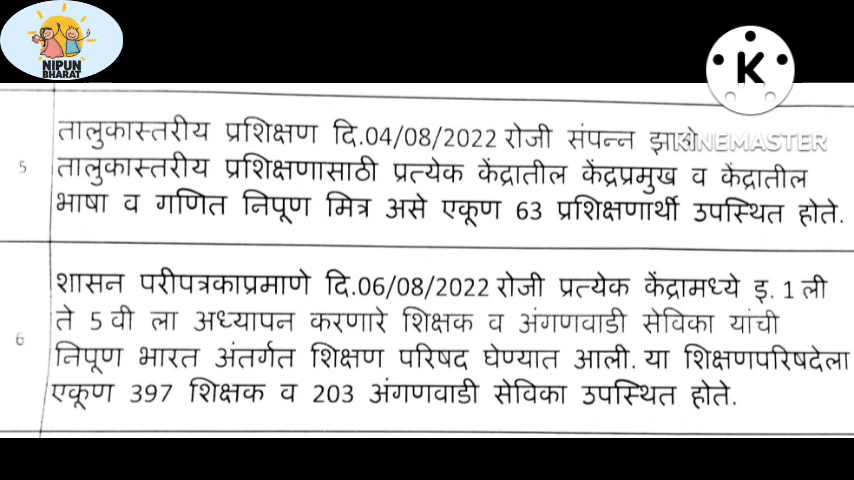 NIPUN
BHARAT
K
KINEMASTER
5
तालुकास्तरीय प्रशिक्षण दि.04/08/2022 रोजी संपन्न
तालुकास्तरीय प्रशिक्षणासाठी प्रत्येक केंद्रातील केंद्रप्रमुख व केंद्रातील
भाषा व गणित निपूण मित्र असे एकूण 63 प्रशिक्षणार्थी उपस्थित होते.
6
शासन परीपत्रकाप्रमाणे दि.06/08/2022 रोजी प्रत्येक केंद्रामध्ये इ. 1 ली
ते 5 वी ला अध्यापन करणारे शिक्षक व अंगणवाडी सेविका यांची
निपूण भारत अंतर्गत शिक्षण परिषद घेण्यात आली. या शिक्षणपरिषदेला
एकूण 397 शिक्षक व 203 अंगणवाडी सेविका उपस्थित होते.